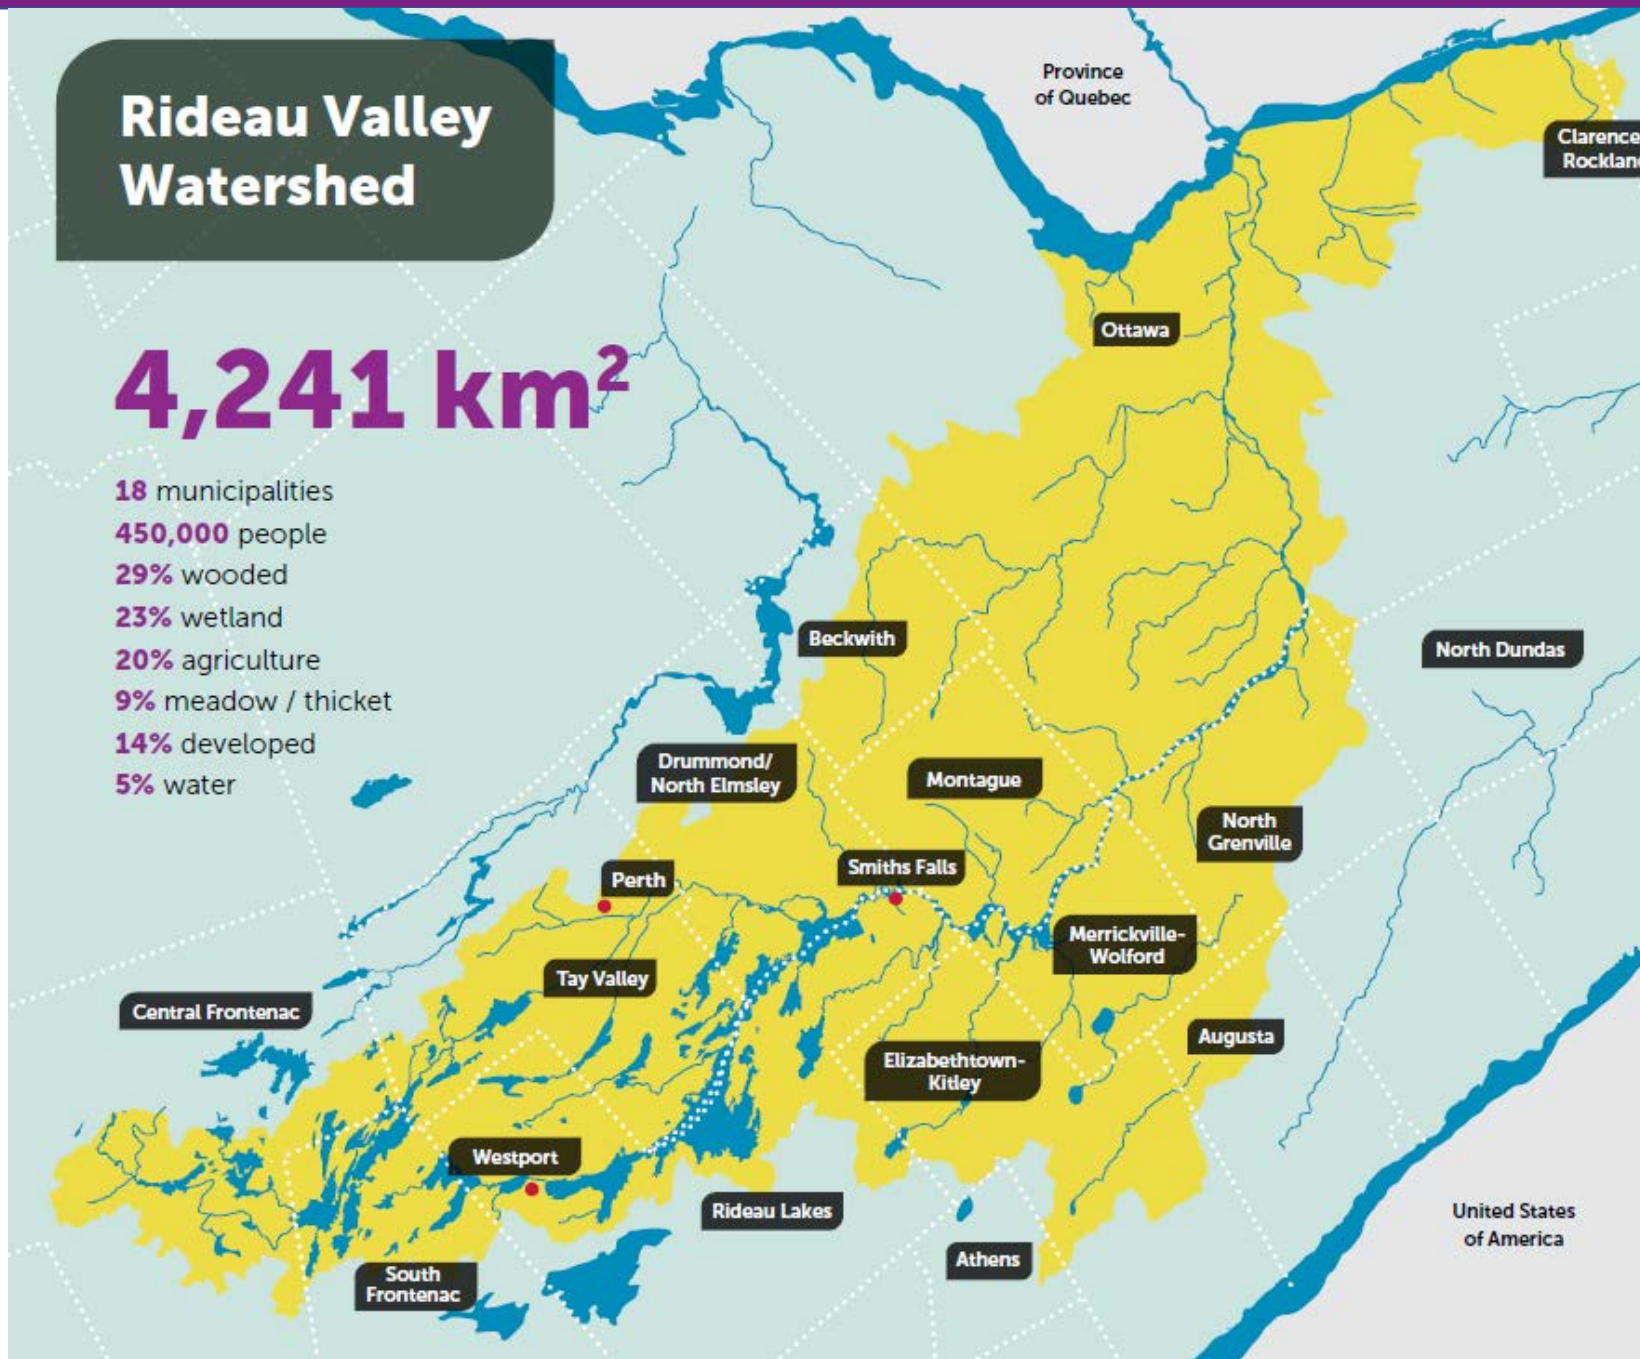 Rideau Valley
Watershed
4,241 km²
18 municipalities
450,000 people
29% wooded
23% wetland
20% agriculture
9% meadow / thicket
14% developed
5% water
Province
of Quebec
Clarence
Rockland
Ottawa
Beckwith
North Dundas
Drummond/
North Elmsley
Montague
North
Grenville
Smiths Falls
Perth
Merrickville-
Wolford
Tay Valley
Central Frontenac
Augusta
Elizabethtown-
Kitley
Westport
Rideau Lakes
United States
of America
Athens
South
Frontenac